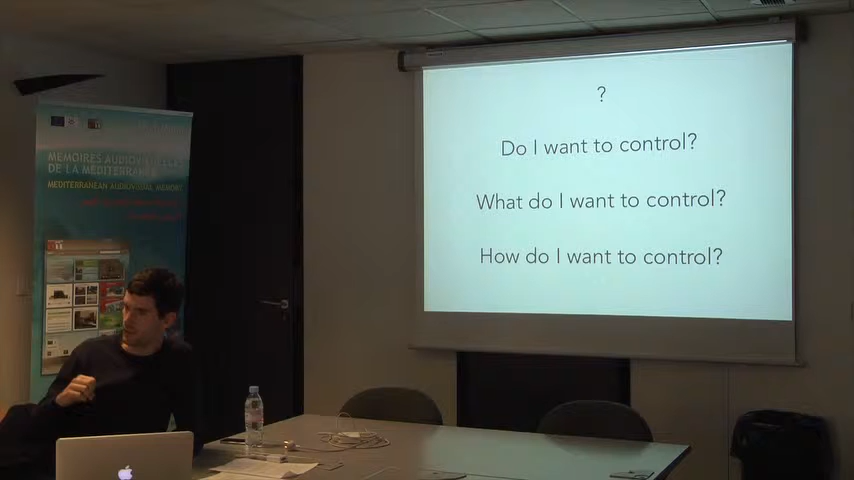 MEMOIRES AUDIOVISUELLES
DE LA MEDITERRANEE
MEDITERRANEAN AUDIOVISUAL MEMORY
?
Do I want to control?
What do I want to control?
How do I want to control?